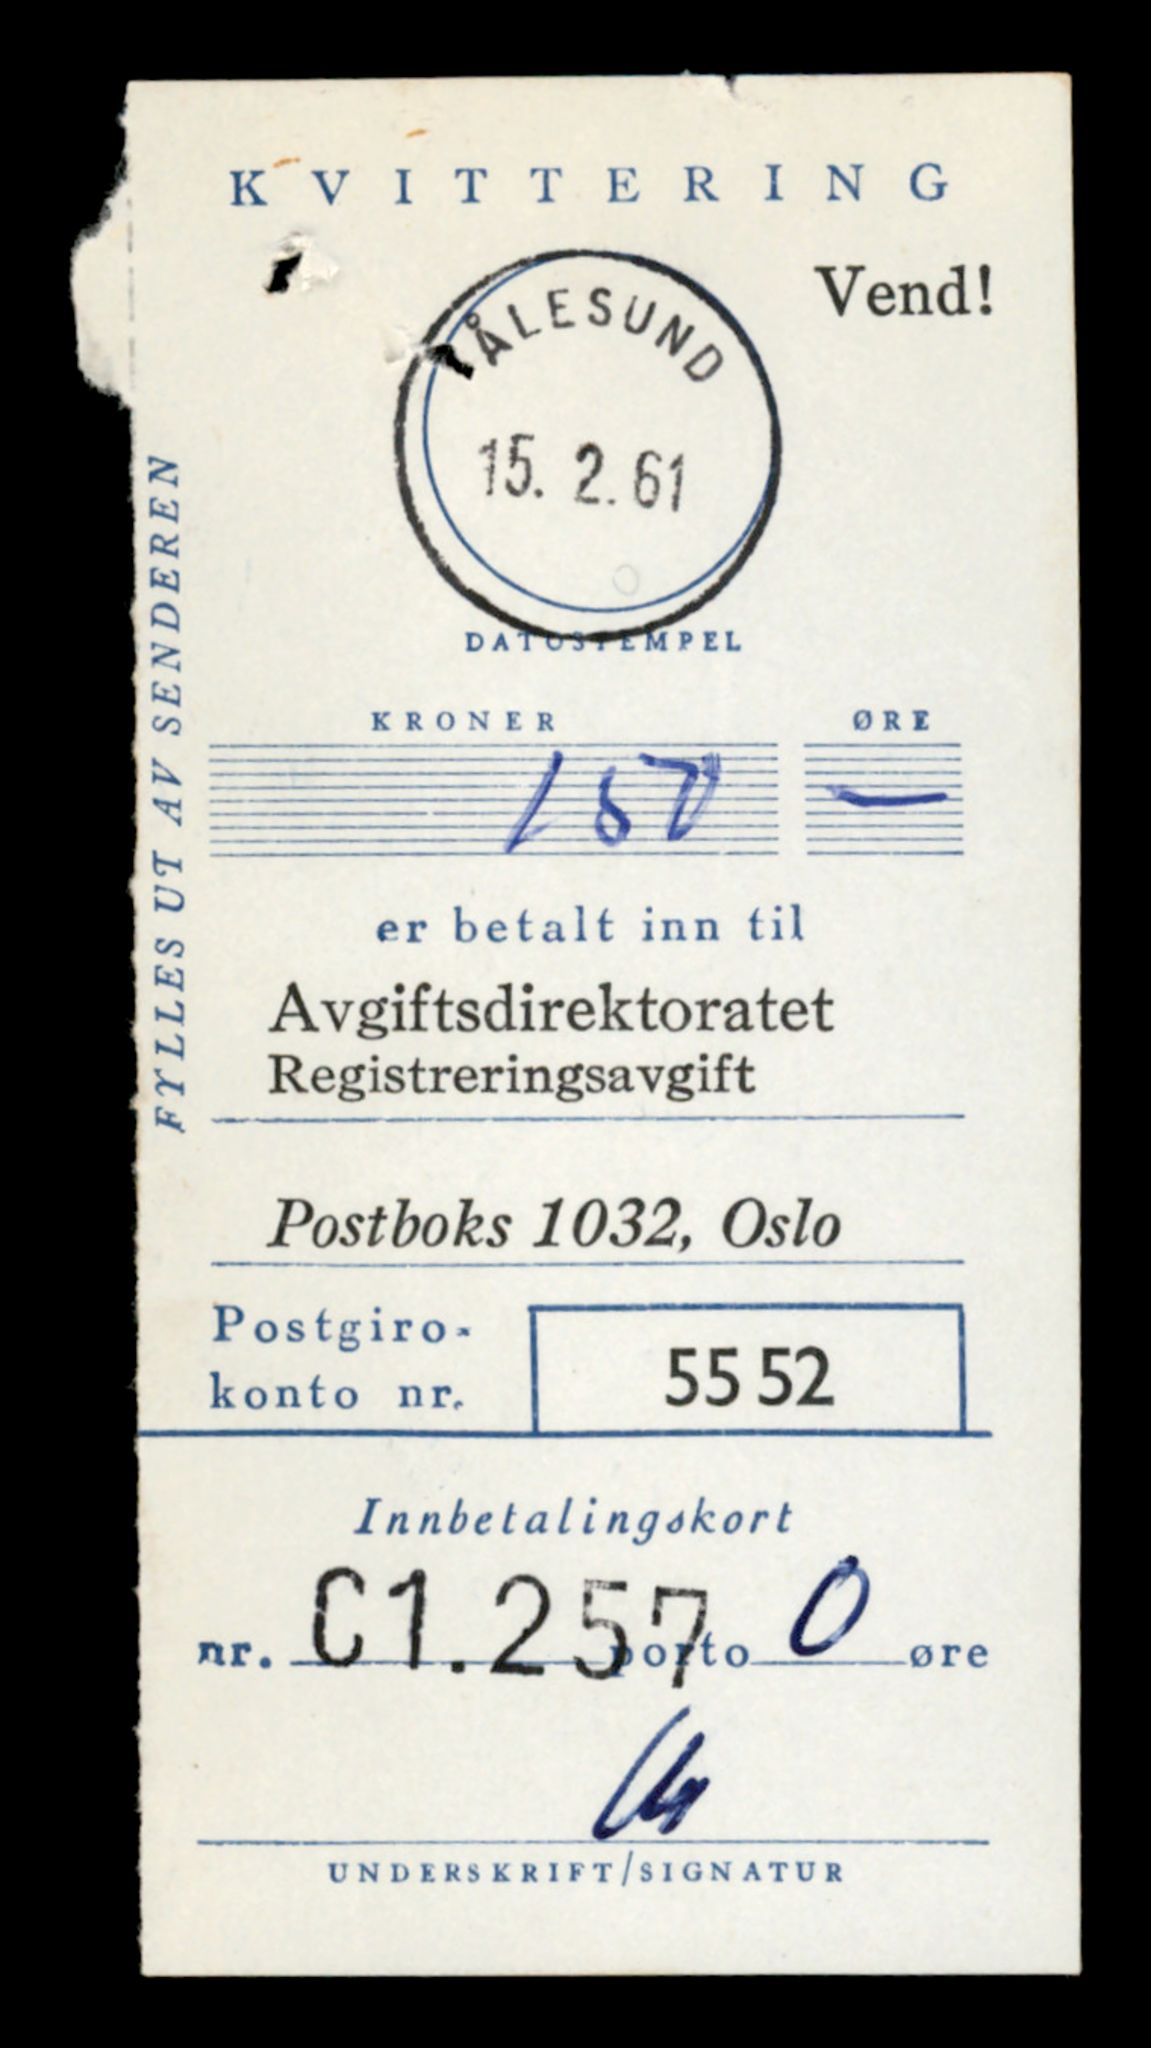 KVITTERING
Vend!
ÅLESUND
15. 2. 61
DATOSTEMPEL
FYLLES UT AV SENDEREN
KRONER ØRE
—
er betalt inn til
Avgiftsdirektoratet
Registreringsavgift
Postboks 1032, Oslo
Postgiro-
konto nr. 5552
Innbetalingskort
nr. C1.257 porto 0 øre
UNDERSKRIFT/SIGNATUR